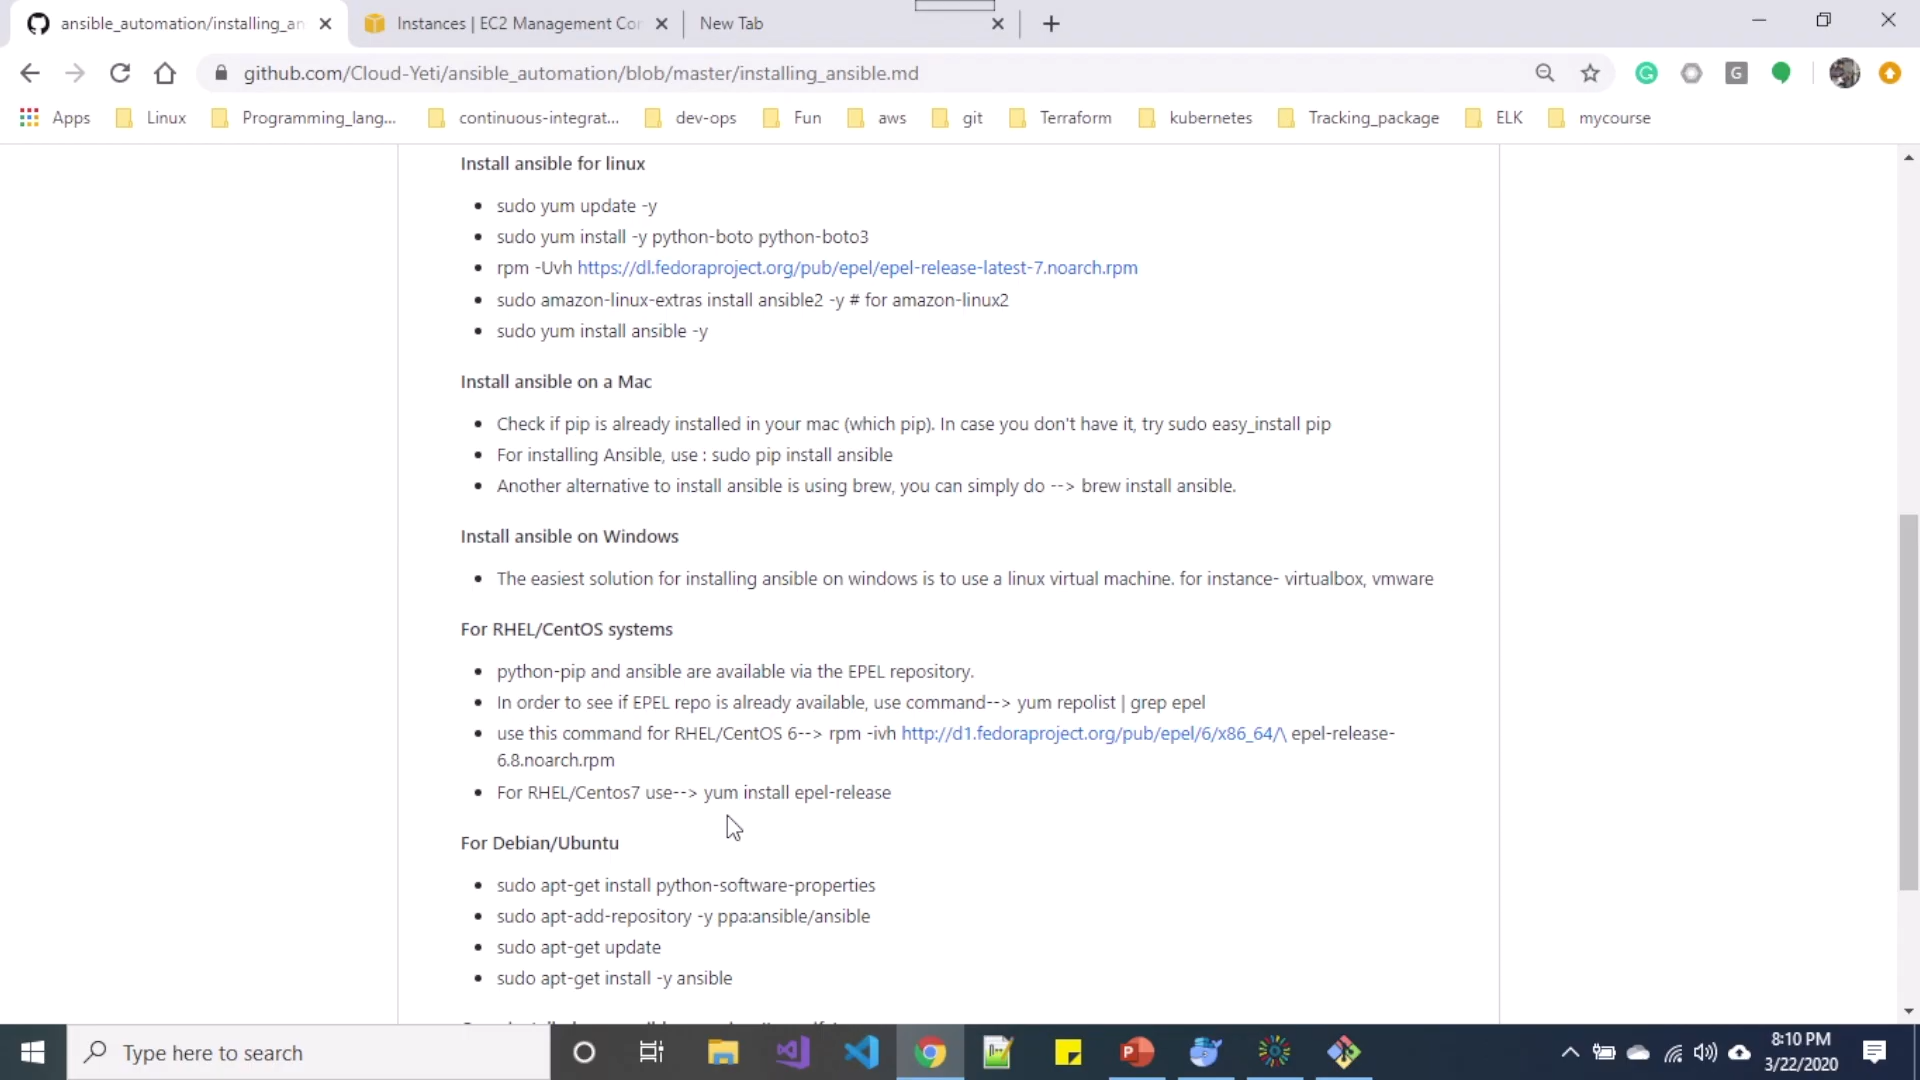 ansible_automation/installing_an
Instances | EC2 Management Con
New Tab
github.com/Cloud-Yeti/ansible_automation/blob/master/installing_ansible.md
Apps
Linux
Programming_lang...
continuous-integrat...
dev-ops
Fun
aws
git
Terraform
kubernetes
Tracking_package
ELK
mycourse
Install ansible for linux
sudo yum update -y
sudo yum install -y python-boto python-boto3
rpm -Uvh https://dl.fedoraproject.org/pub/epel/epel-release-latest-7.noarch.rpm
sudo amazon-linux-extras install ansible2 -y # for amazon-linux2
sudo yum install ansible -y
Install ansible on a Mac
Check if pip is already installed in your mac (which pip). In case you don't have it, try sudo easy_install pip
For installing Ansible, use : sudo pip install ansible
Another alternative to install ansible is using brew, you can simply do --> brew install ansible.
Install ansible on Windows
The easiest solution for installing ansible on windows is to use a linux virtual machine. for instance- virtualbox, vmware
For RHEL/CentOS systems
python-pip and ansible are available via the EPEL repository.
In order to see if EPEL repo is already available, use command--> yum repolist | grep epel
use this command for RHEL/CentOS 6--> rpm -ivh http://d1.fedoraproject.org/pub/epel/6/x86_64/\ epel-release-
6.8.noarch.rpm
For RHEL/Centos7 use--> yum install epel-release
For Debian/Ubuntu
sudo apt-get install python-software-properties
sudo apt-add-repository -y ppa:ansible/ansible
sudo apt-get update
sudo apt-get install -y ansible
Type here to search
8:10 PM
3/22/2020